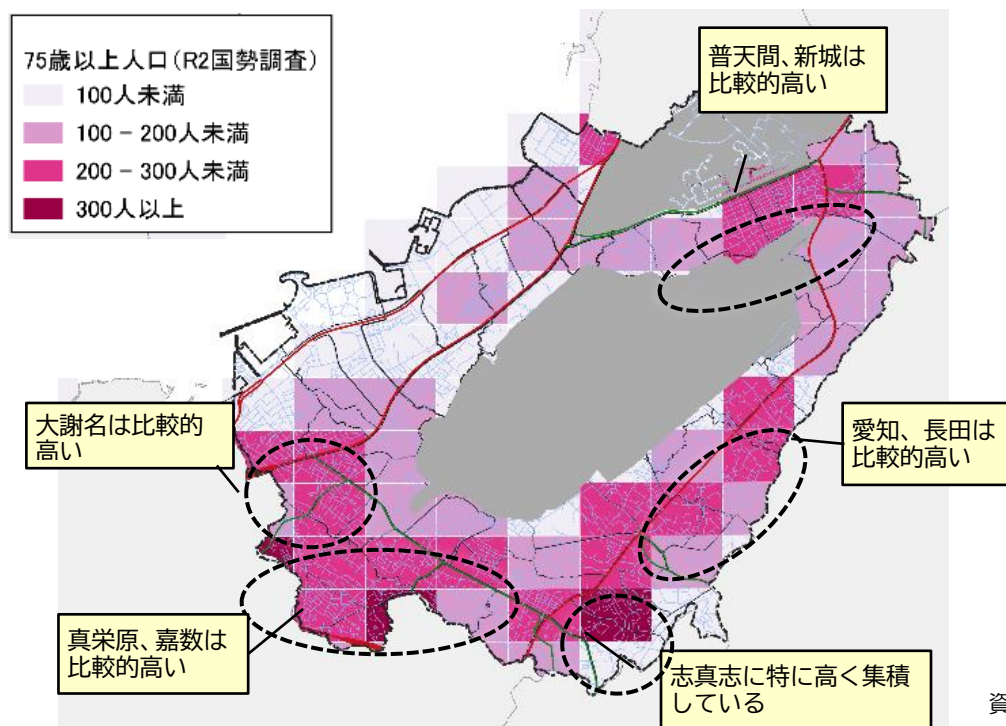 75歳以上人口(R2国勢調査)
100人未満
100 - 200人未満
200 - 300人未満
300人以上
普天間、新城は
比較的高い
大謝名は比較的
高い
愛知、長田は
比較的高い
真栄原、嘉数は
比較的高い
志真志に特に高く集積
している
資